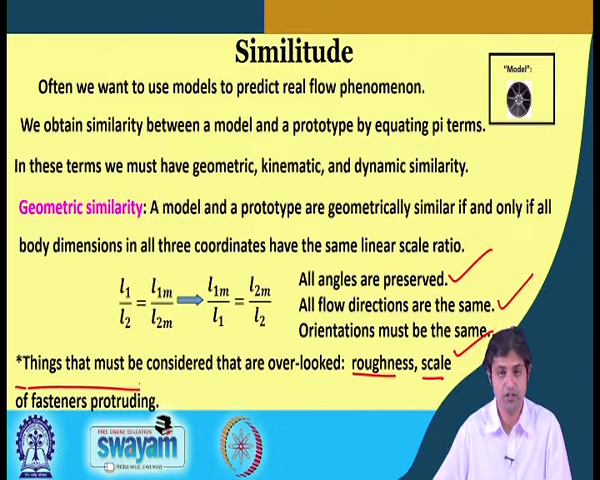 Similitude
"Model":
Often we want to use models to predict real flow phenomenon.
We obtain similarity between a model and a prototype by equating pi terms.
In these terms we must have geometric, kinematic, and dynamic similarity.
Geometric similarity: A model and a prototype are geometrically similar if and only if all
body dimensions in all three coordinates have the same linear scale ratio.
l₁/l₂ = l₁ₘ/l₂ₘ ⇒ l₁ₘ/l₁ = l₂ₘ/l₂
All angles are preserved.
All flow directions are the same.
Orientations must be the same.
*Things that must be considered that are over-looked: roughness, scale
of fasteners protruding.
FREE ONLINE EDUCATION
swayam